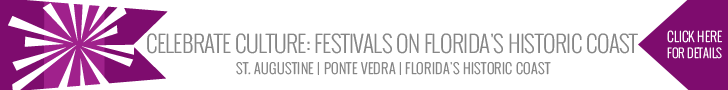 CELEBRATE CULTURE: FESTIVALS ON FLORIDA'S HISTORIC COAST
ST. AUGUSTINE | PONTE VEDRA | FLORIDA'S HISTORIC COAST
CLICK HERE
FOR DETAILS